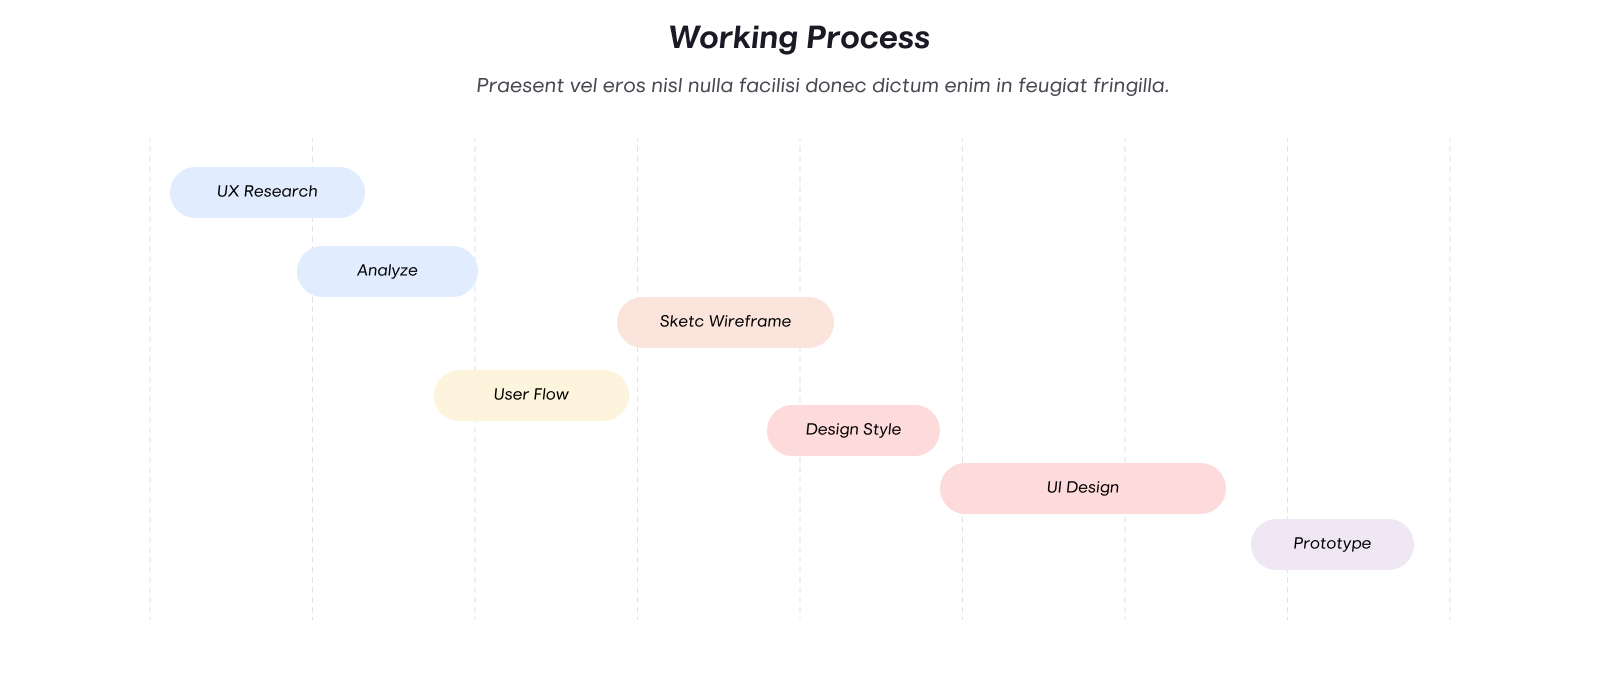 Working Process
Praesent vel eros nisl nulla facilisi donec dictum enim in feugiat fringilla.
UX Research
Analyze
Sketc Wireframe
User Flow
Design Style
UI Design
Prototype